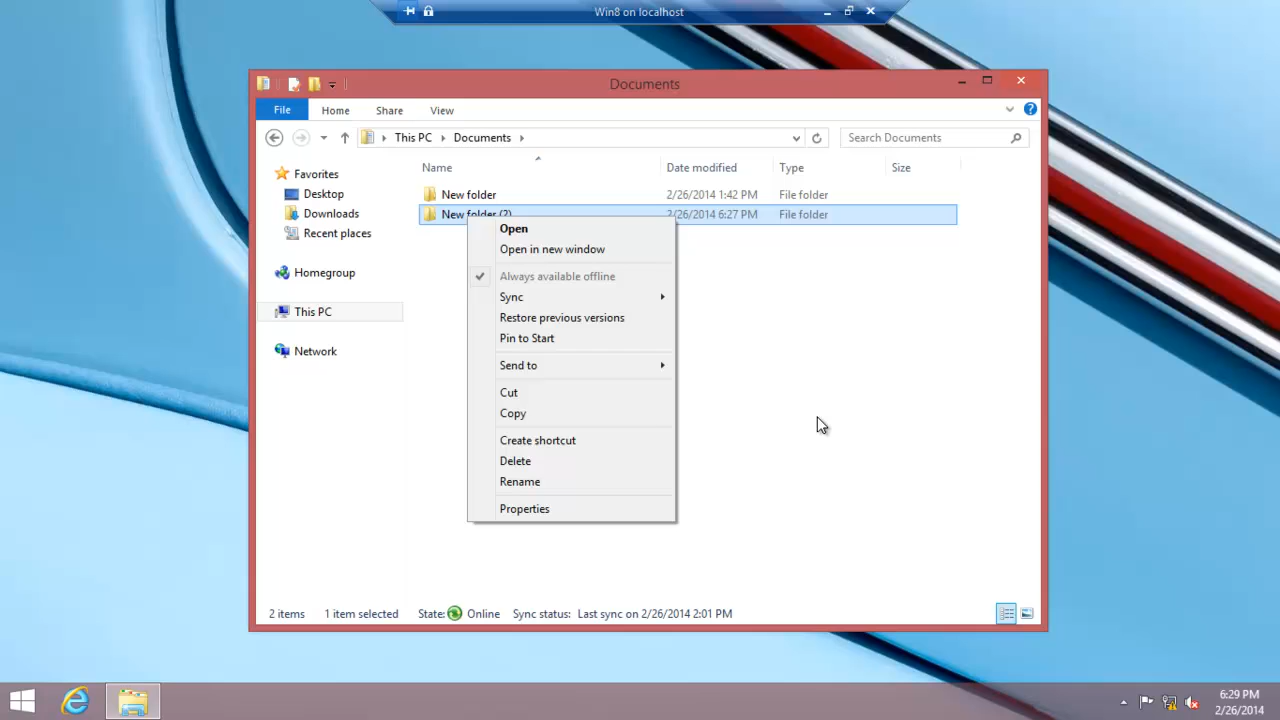 Win8 on localhost
Documents
File Home Share View
This PC Documents
Search Documents
Name Date modified Type Size
New folder 2/26/2014 1:42 PM File folder
New folder (2) 2/26/2014 6:27 PM File folder
Favorites
Desktop
Downloads
Recent places
Homegroup
This PC
Network
Open
Open in new window
Always available offline
Sync
Restore previous versions
Pin to Start
Send to
Cut
Copy
Create shortcut
Delete
Rename
Properties
2 items 1 item selected State: Online Sync status: Last sync on 2/26/2014 2:01 PM
6:29 PM
2/26/2014